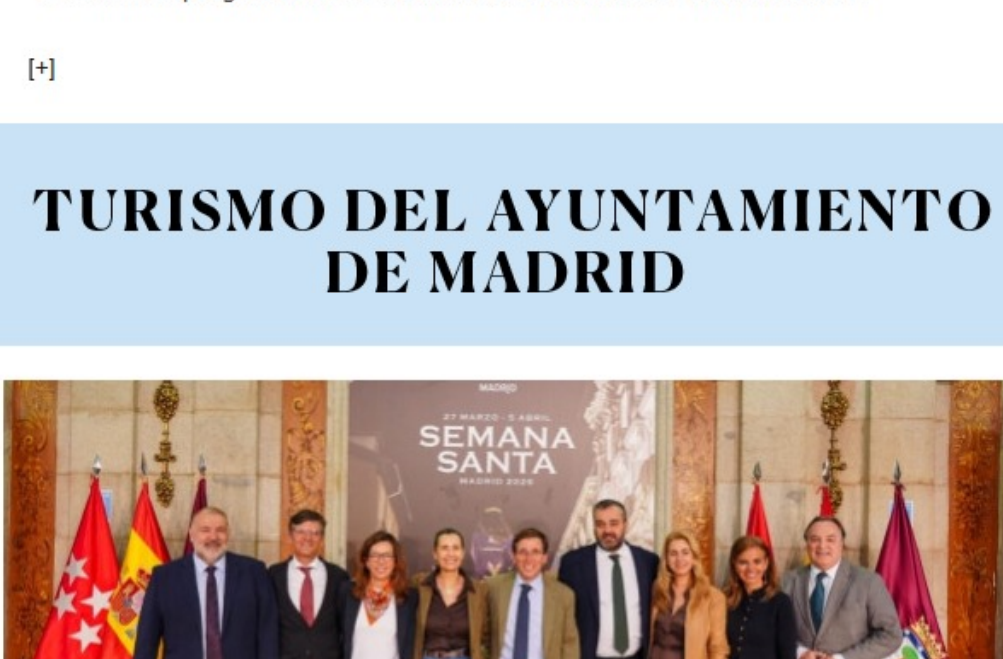 [+]
TURISMO DEL AYUNTAMIENTO
DE MADRID
MADRID
27 MARZO - 5 ABRIL
SEMANA
SANTA
MADRID 2026